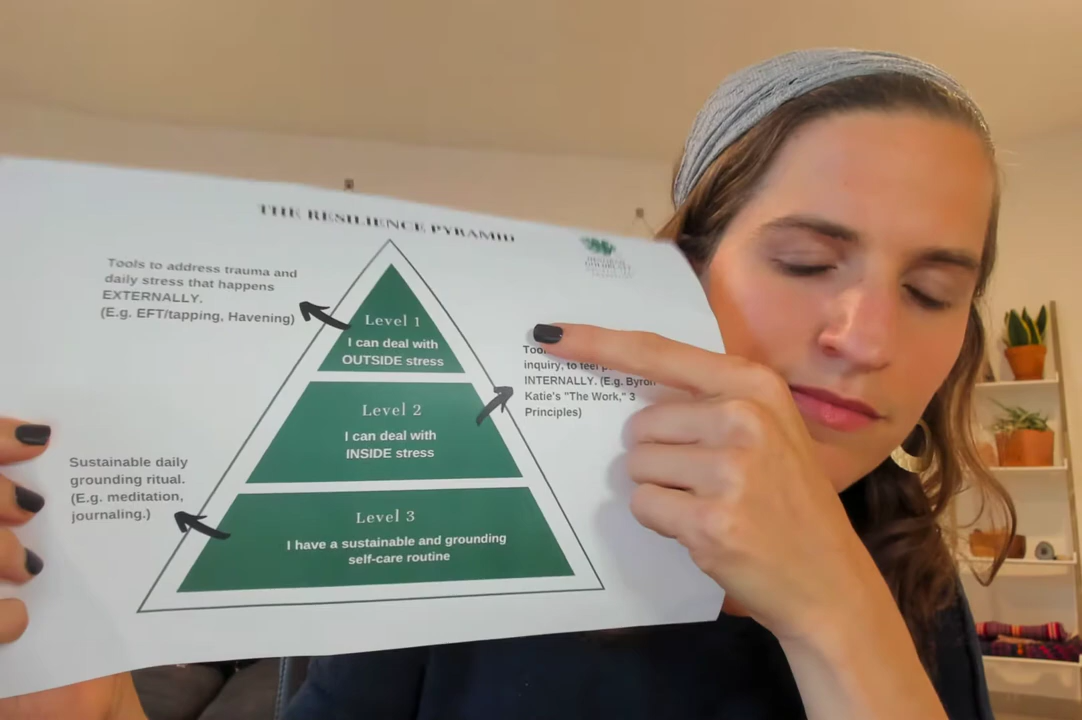 THE RESILIENCE PYRAMID
Tools to address trauma and
daily stress that happens
EXTERNALLY.
(E.g. EFT/tapping, Havening)
Level 1
I can deal with
OUTSIDE stress
inquiry, to feel
INTERNALLY. (E.g. Byron
Katie's "The Work," 3
Principles)
Level 2
I can deal with
INSIDE stress
Sustainable daily
grounding ritual.
(E.g. meditation,
journaling.)
Level 3
I have a sustainable and grounding
self-care routine